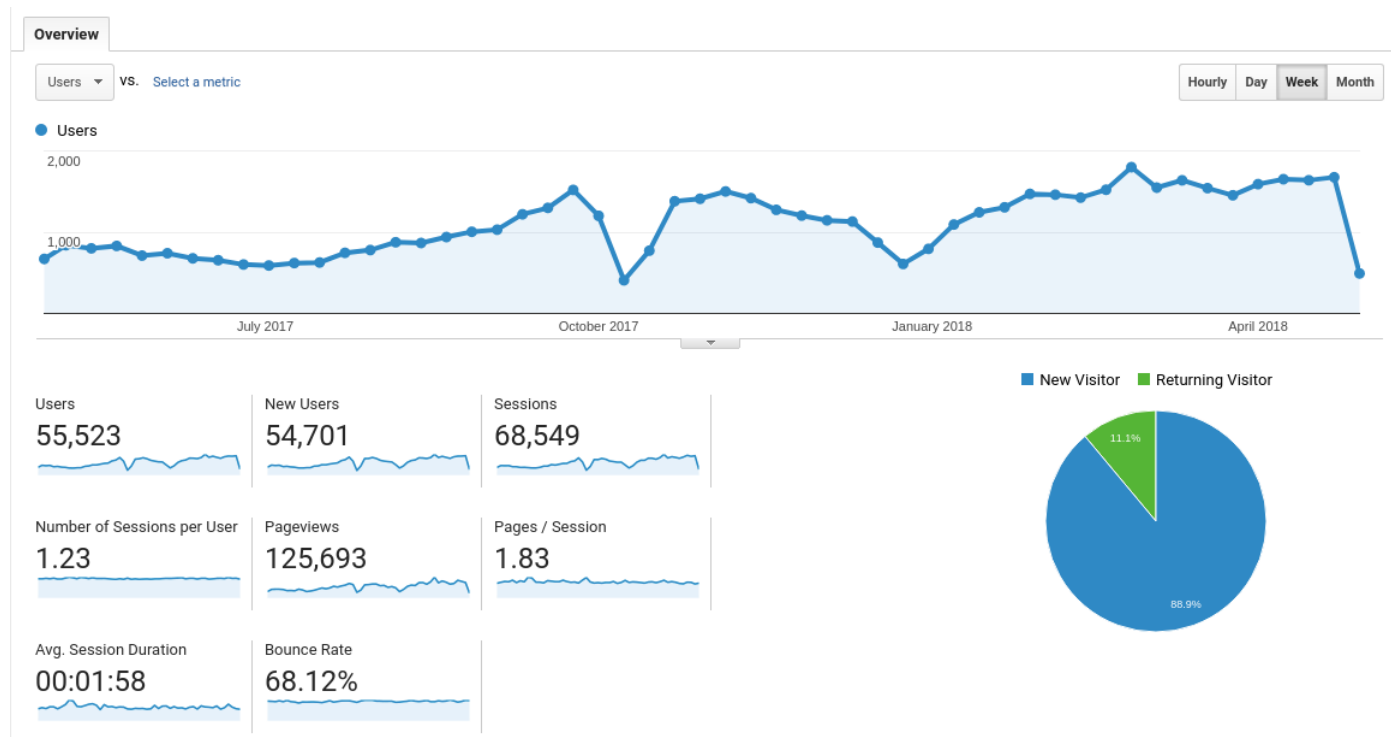 Overview
Users VS. Select a metric
Hourly Day Week Month
Users
2,000
1,000
July 2017 October 2017 January 2018 April 2018
New Visitor Returning Visitor
Users New Users Sessions
55,523 54,701 68,549
11.1%
Number of Sessions per User Pageviews Pages / Session
1.23 125,693 1.83
88.9%
Avg. Session Duration Bounce Rate
00:01:58 68.12%